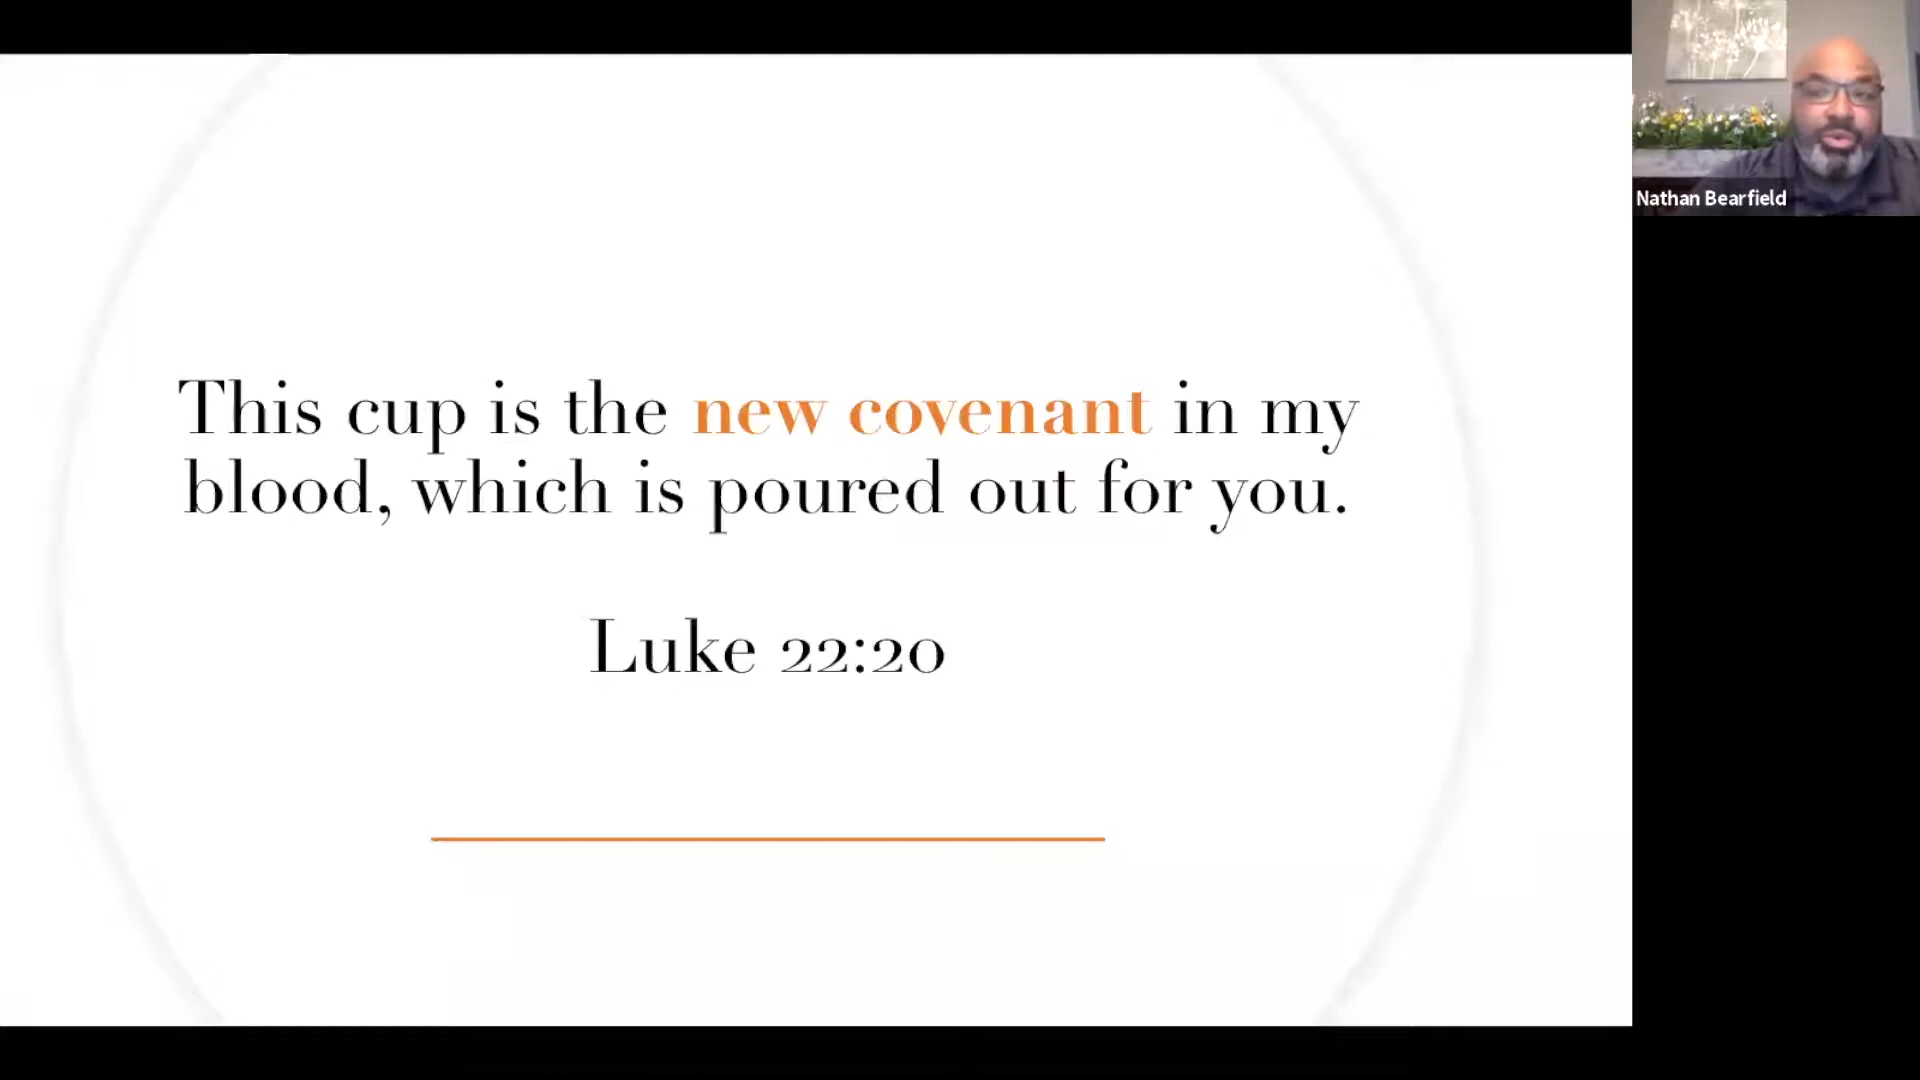 This cup is the new covenant in my
blood, which is poured out for you.
Luke 22:20
Nathan Bearfield